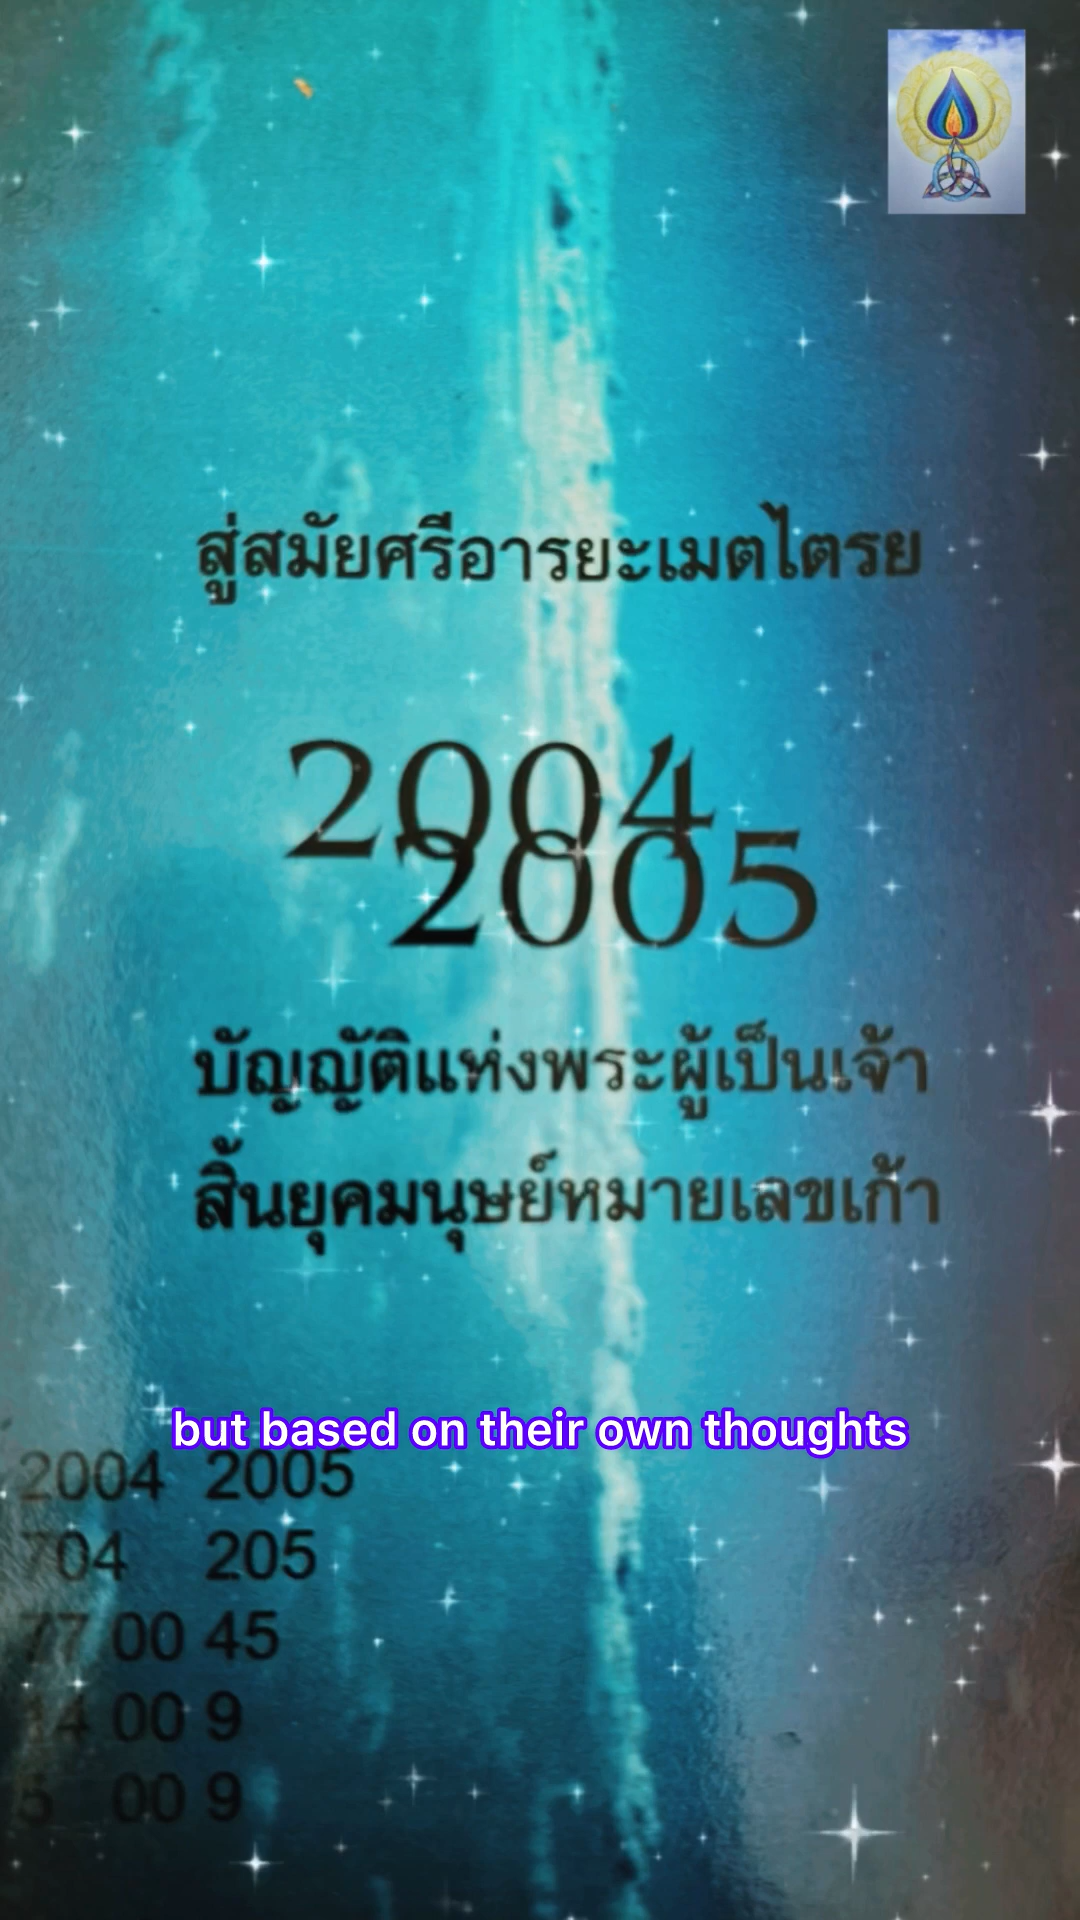 สู่สมัยศรีอารยะเมตไตรย
2004
2005
บัญญัติแห่งพระผู้เป็นเจ้า
สิ้นยุคมนุษย์หมายเลขเก้า
but based on their own thoughts
2004 2005
704 205
77 00 45
14 00 9
5 00 9